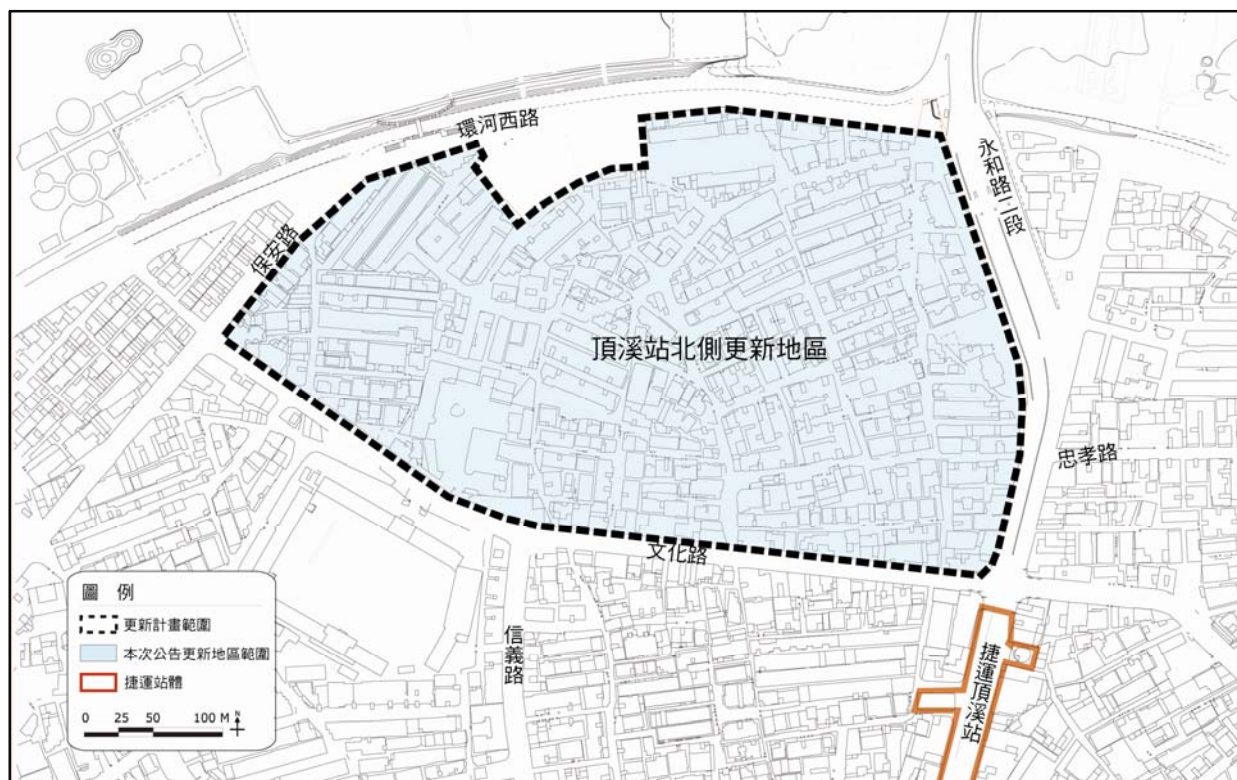 環河西路
永和路二段
保安路
頂溪站北側更新地區
忠孝路
文化路
信義路
捷運頂溪站
圖 例
更新計畫範圍
本次公告更新地區範圍
捷運站體
0 25 50 100 M N